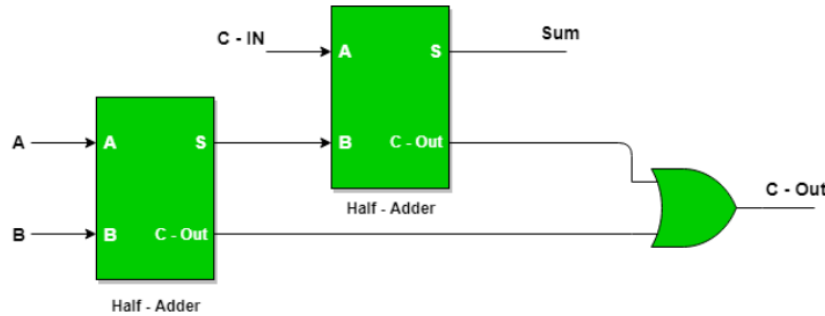 C - IN
A
S
Sum
B
C - Out
Half - Adder
A
A
S
B
B
C - Out
Half - Adder
C - Out